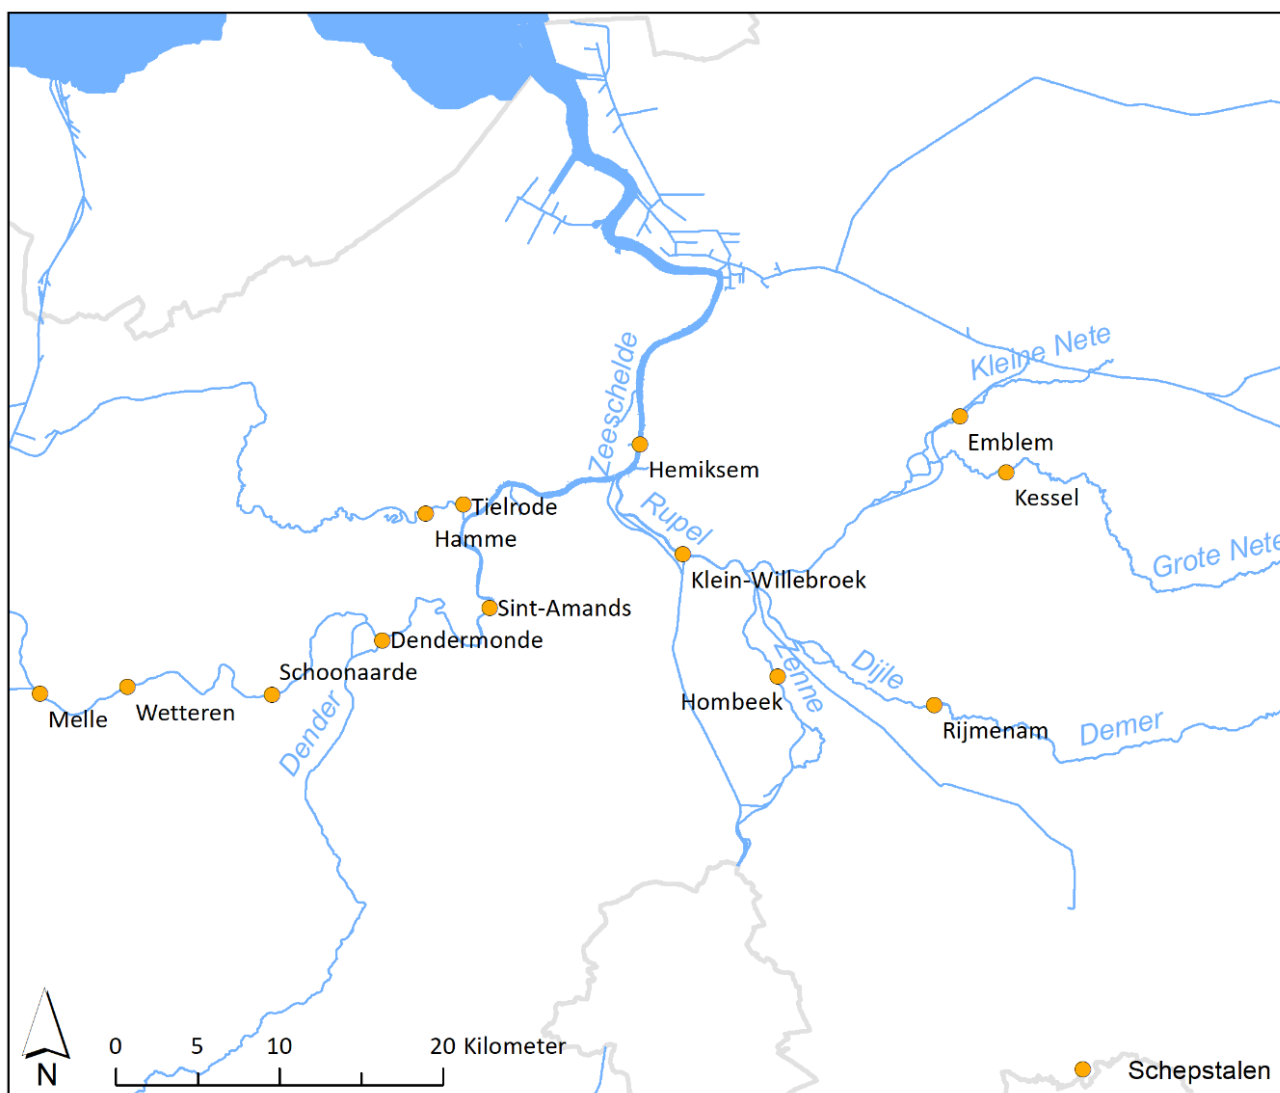 Kleine Nete
Zeeschelde
Emblem
Hemiksem
Kessel
Tielrode
Rupel
Hamme
Grote Nete
Klein-Willebroek
Sint-Amands
Dendermonde
Schoonaarde
Zenne
Dijle
Melle
Wetteren
Hombeek
Rijmenam
Demer
Dender
0 5 10 20 Kilometer
N
Schepstalen